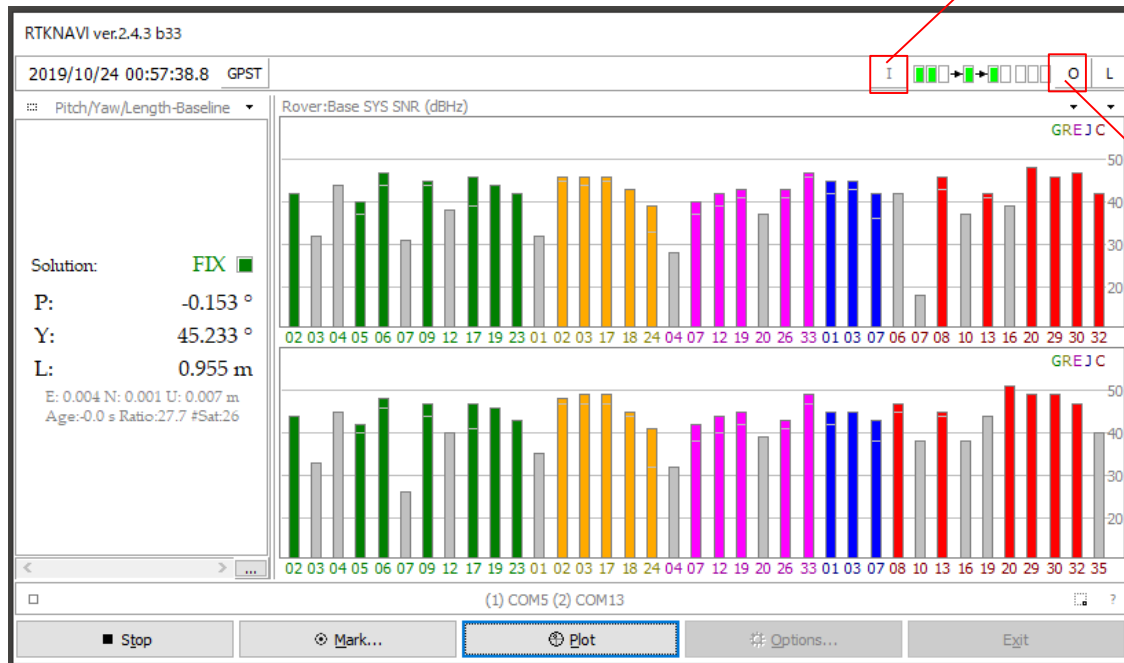 RTKNAVI ver.2.4.3 b33
2019/10/24 00:57:38.8 GPST
I O L
Pitch/Yaw/Length-Baseline
Rover:Base SYS SNR (dBHz)
GREJC
50
40
30
20
Solution: FIX
P: -0.153 °
Y: 45.233 °
L: 0.955 m
E: 0.004 N: 0.001 U: 0.007 m
Age:-0.0 s Ratio:27.7 #Sat:26
02 03 04 05 06 07 09 12 17 19 23 01 02 03 17 18 24 04 07 12 19 20 26 33 01 03 07 06 07 08 10 13 16 20 29 30 32
GREJC
50
40
30
20
02 03 04 05 06 07 09 12 17 19 23 01 02 03 17 18 24 04 07 12 19 20 26 33 01 03 07 08 10 13 16 19 20 29 30 32 35
...
(1) COM5 (2) COM13
?
Stop Mark... Plot Options... Exit